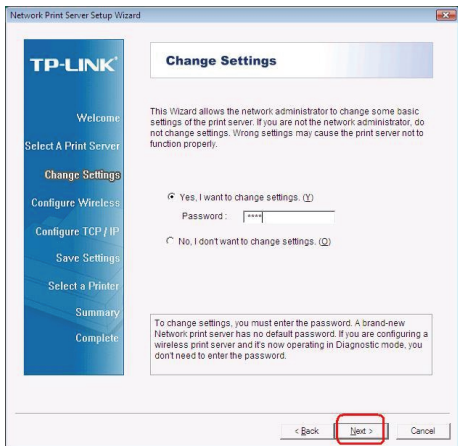 Network Print Server Setup Wizard
TP-LINK
Change Settings
Welcome
Select A Print Server
Change Settings
Configure Wireless
Configure TCP / IP
Save Settings
Select a Printer
Summary
Complete
This Wizard allows the network administrator to change some basic
settings of the print server. If you are not the network administrator, do
not change settings. Wrong settings may cause the print server not to
function properly.
Yes, I want to change settings. (Y)
Password : ****
No, I don't want to change settings. (O)
To change settings, you must enter the password. A brand-new
Network print server has no default password. If you are configuring a
wireless print server and it's now operating in Diagnostic mode, you
don't need to enter the password.
< Back
Next >
Cancel